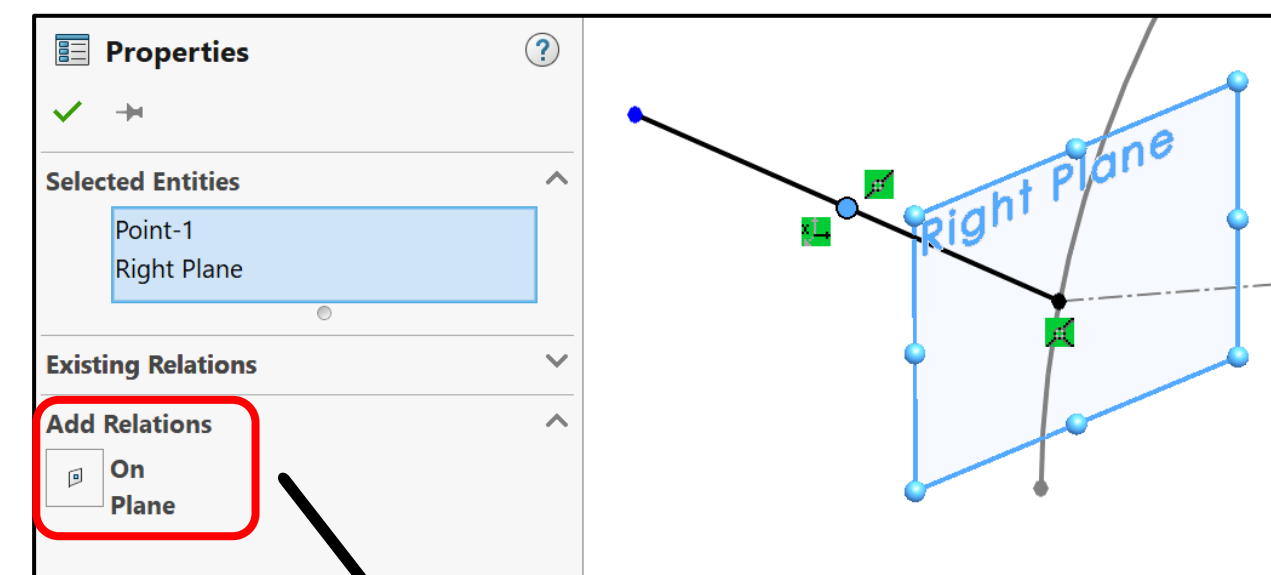 Properties
?
Selected Entities
Point-1
Right Plane
Existing Relations
Add Relations
On
Plane
Right Plane
x